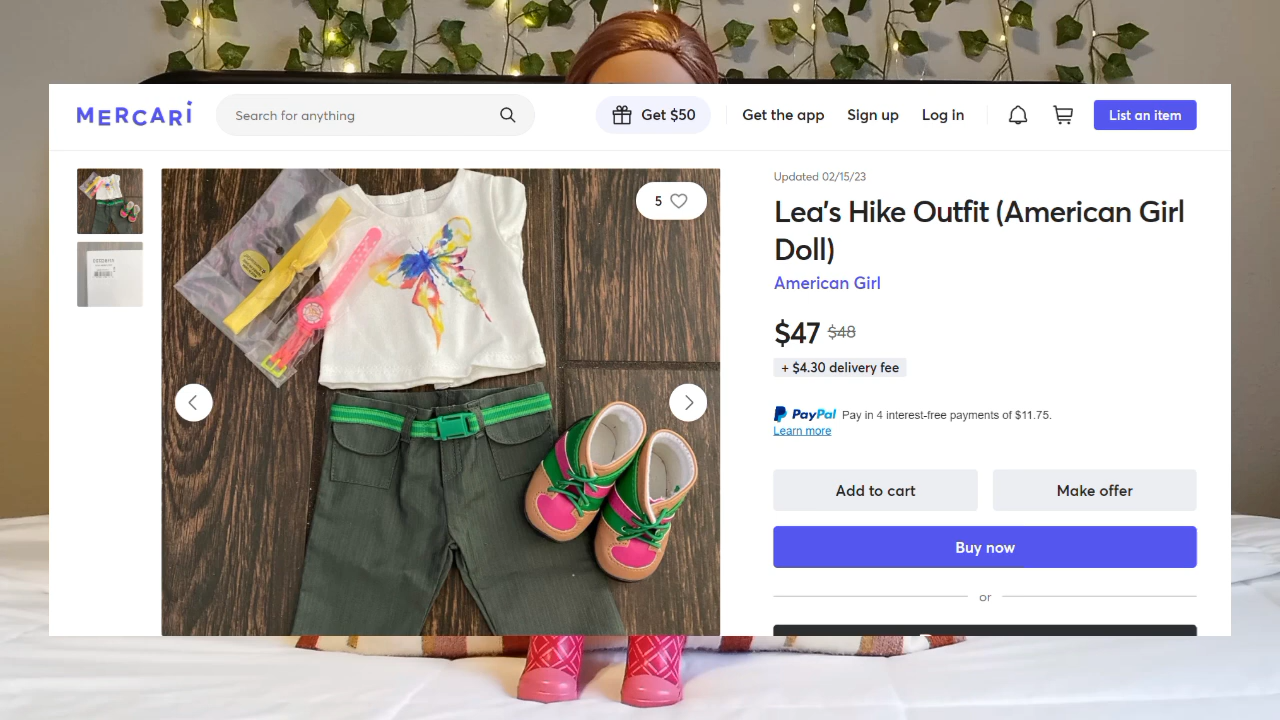 MERCARI
Search for anything
Get $50
Get the app
Sign up
Log in
List an item
5
Updated 02/15/23
Lea's Hike Outfit (American Girl
Doll)
American Girl
$47 $48
+ $4.30 delivery fee
PayPal Pay in 4 interest-free payments of $11.75.
Learn more
Add to cart
Make offer
Buy now
or